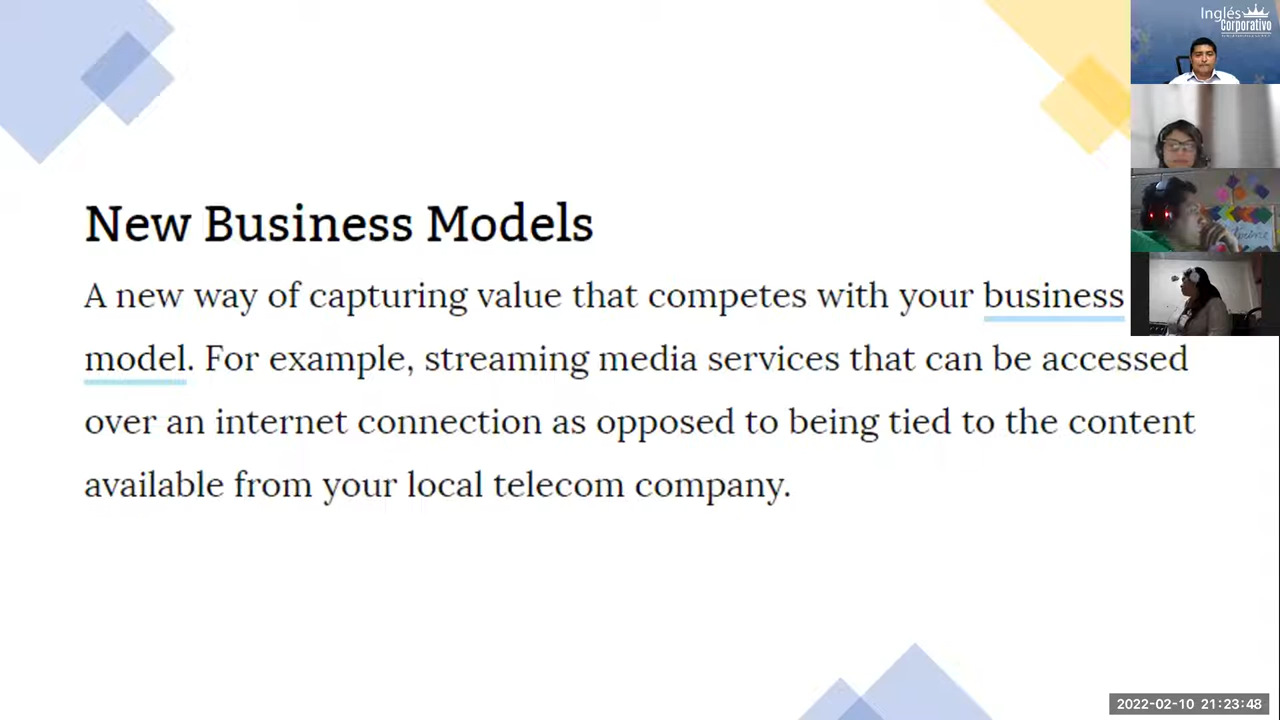 Inglés
Corporativo
New Business Models
A new way of capturing value that competes with your business
model. For example, streaming media services that can be accessed
over an internet connection as opposed to being tied to the content
available from your local telecom company.
2022-02-10 21:23:48